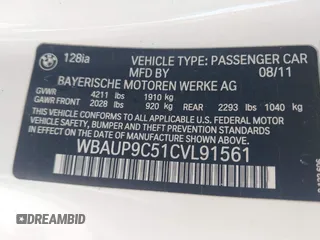 128ia
VEHICLE TYPE: PASSENGER CAR
MFD BY: 08/11
BAYERISCHE MOTOREN WERKE AG
GVWR 4211 lbs 1910 kg
GAWR FRONT 2028 lbs 920 kg REAR 2293 lbs 1040 kg
THIS VEHICLE CONFORMS TO ALL APPLICABLE
FEDERAL MOTOR VEHICLE SAFETY, BUMPER,
AND THEFT PREVENTION STANDARDS IN EFFECT
ON THE DATE OF MANUFACTURE SHOWN ABOVE.
WBAUP9C51CVL91561
DREAMBID